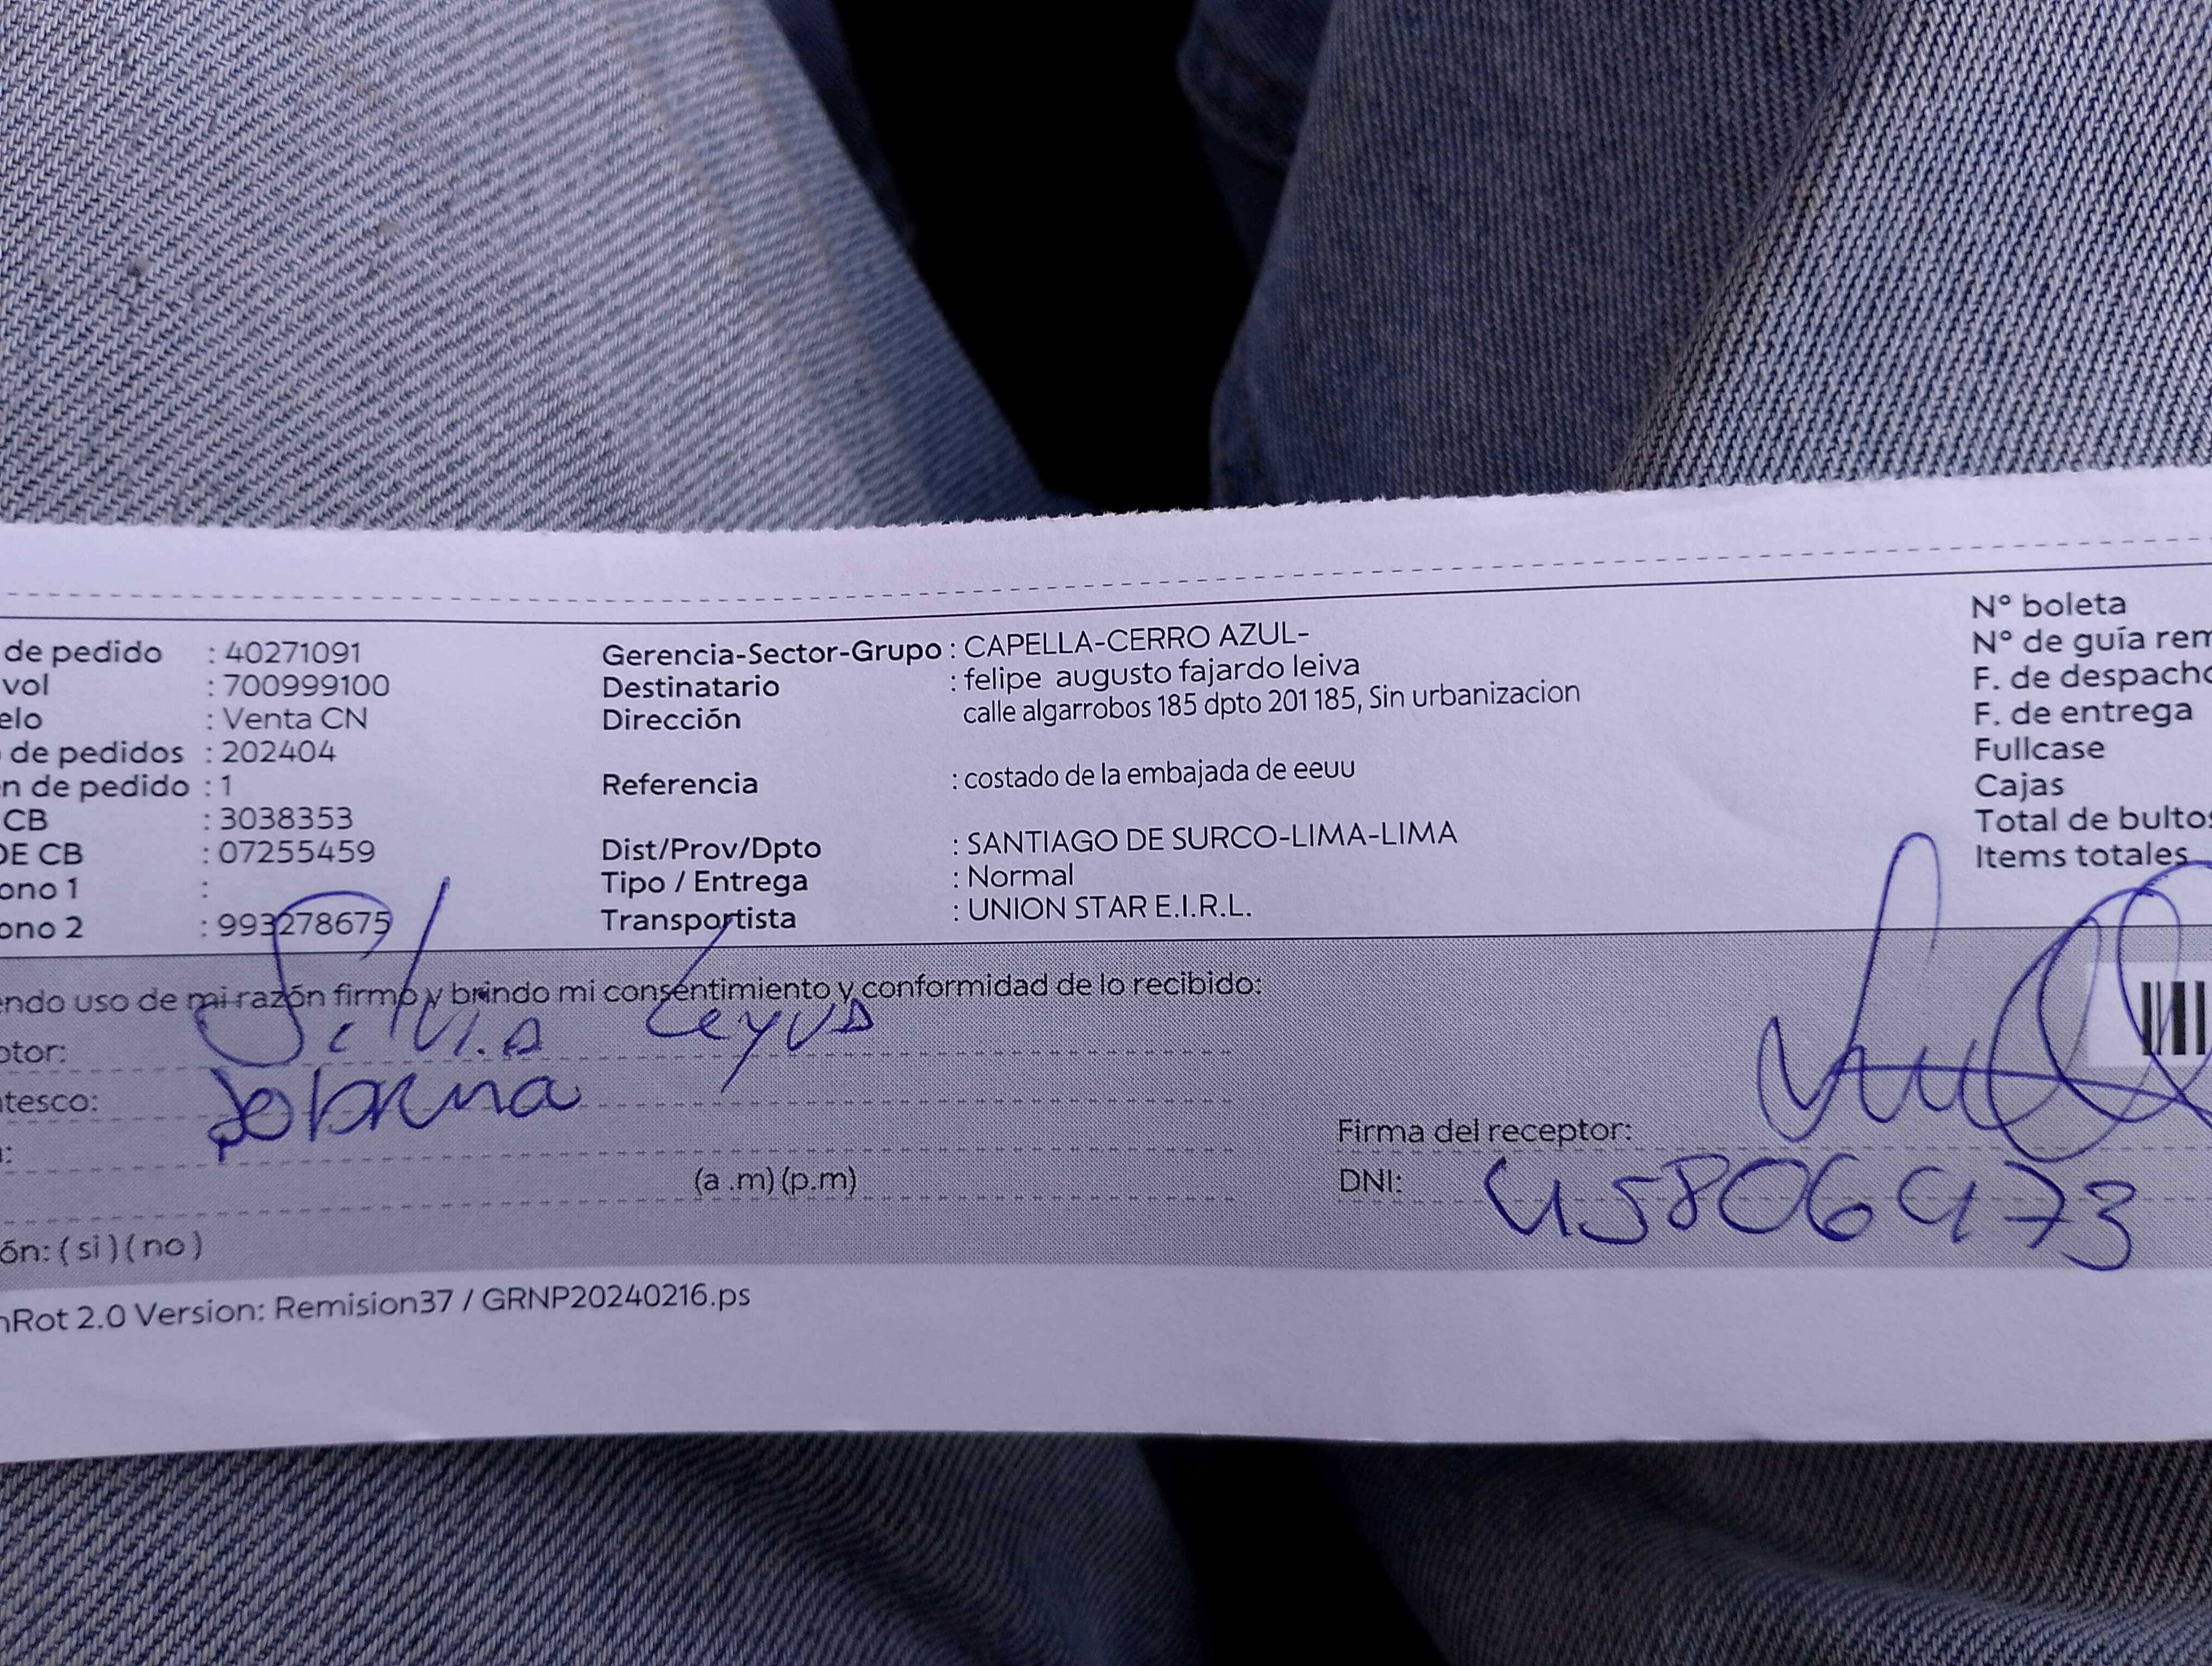 de pedido : 40271091
vol : 700999100
elo : Venta CN
de pedidos : 202404
n de pedido : 1
CB : 3038353
DE CB : 07255459
ono 1 :
ono 2 : 993278675
Gerencia-Sector-Grupo : CAPELLA-CERRO AZUL-
Destinatario : felipe augusto fajardo leiva
Dirección calle algarrobos 185 dpto 201 185, Sin urbanizacion
Referencia : costado de la embajada de eeuu
Dist/Prov/Dpto : SANTIAGO DE SURCO-LIMA-LIMA
Tipo / Entrega : Normal
Transportista : UNION STAR E.I.R.L.
N° boleta
N° de guía rem
F. de despacho
F. de entrega
Fullcase
Cajas
Total de bultos
Items totales
endo uso de mi razón firmo y brindo mi consentimiento y conformidad de lo recibido:
ptor: Silvia Leyva
ntesco: Sobrina
(a .m) (p.m)
ón: ( si ) ( no )
Firma del receptor:
DNI: 45806473
nRot 2.0 Version: Remision37 / GRNP20240216.ps